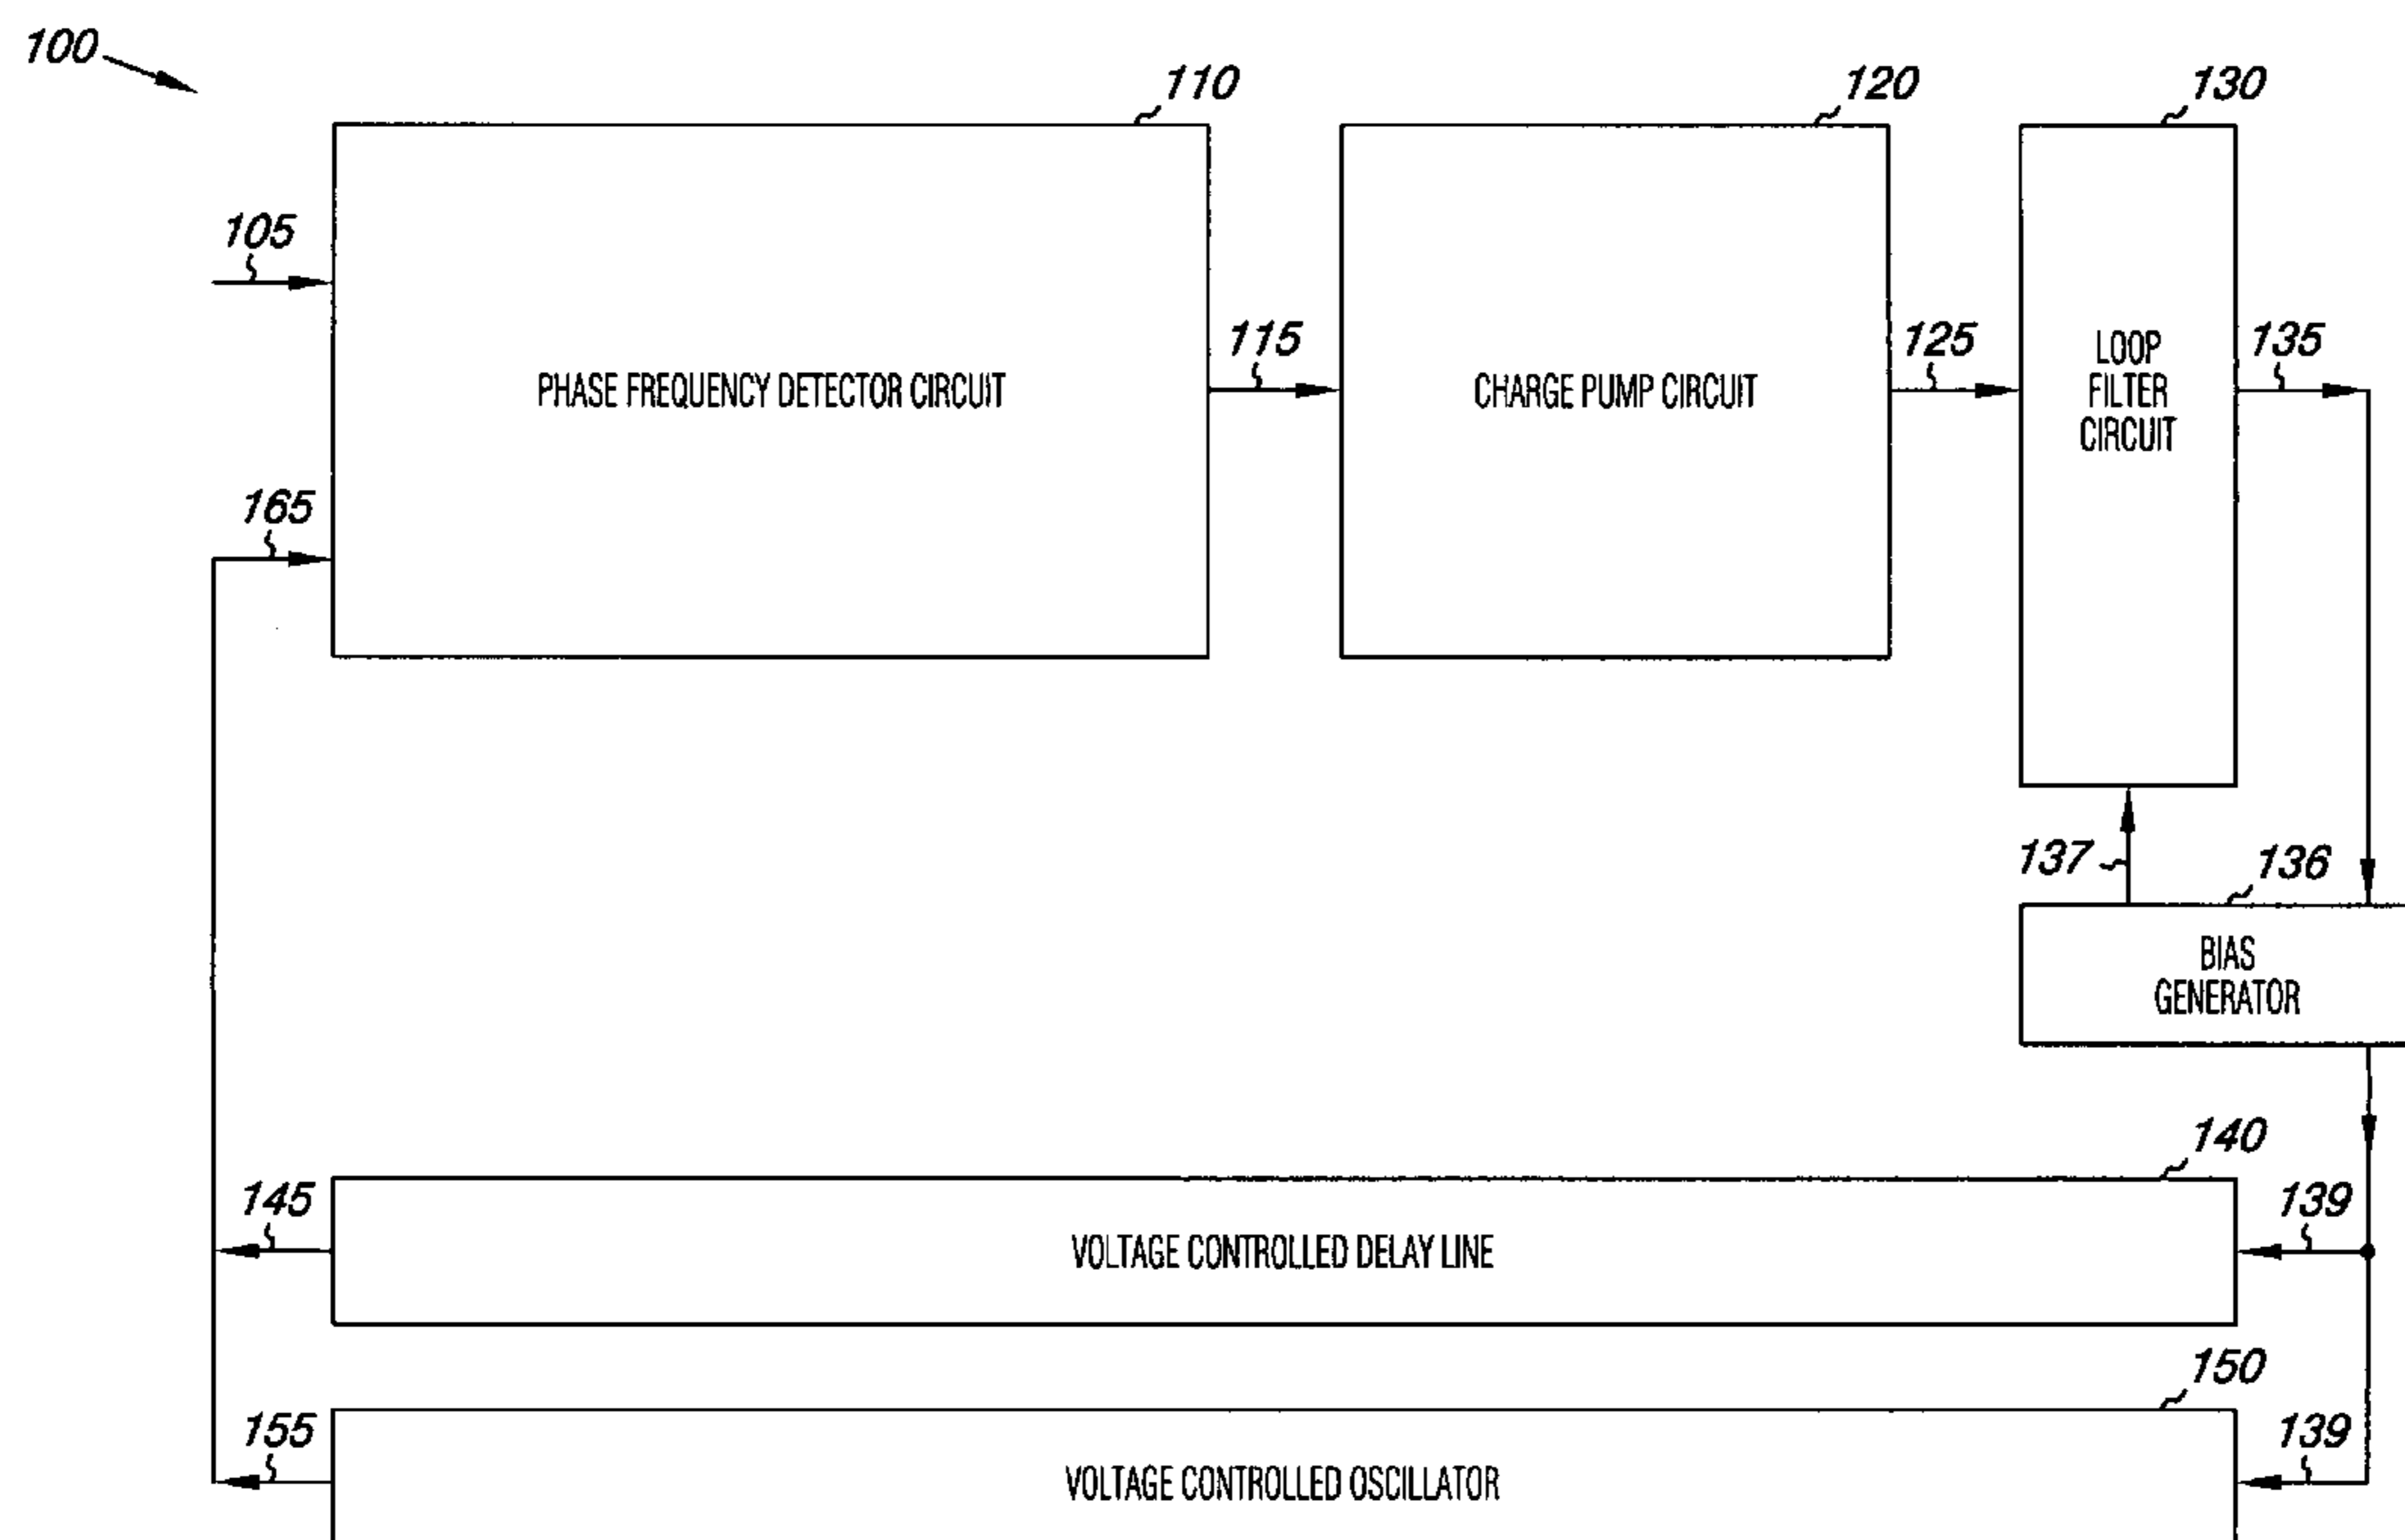 100
110
120
130
105
115
125
135
PHASE FREQUENCY DETECTOR CIRCUIT
CHARGE PUMP CIRCUIT
LOOP
FILTER
CIRCUIT
165
137
136
BIAS
GENERATOR
140
145
139
VOLTAGE CONTROLLED DELAY LINE
150
155
139
VOLTAGE CONTROLLED OSCILLATOR